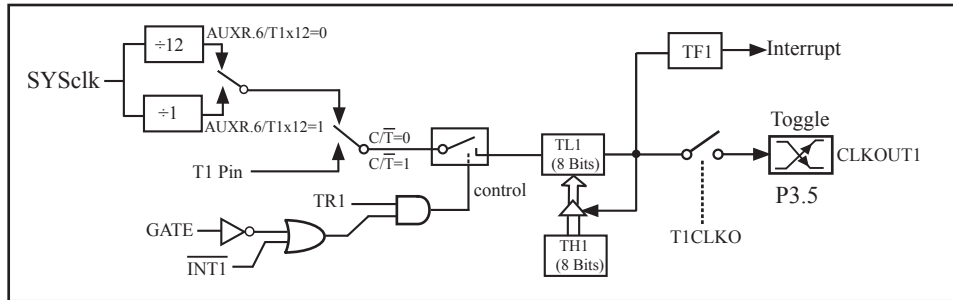 ÷12
AUXR.6/T1x12=0
SYSclk
÷1
AUXR.6/T1x12=1
T1 Pin
C/T̅=0
C/T̅=1
TR1
GATE
I̅N̅T̅1̅
control
TL1
(8 Bits)
TH1
(8 Bits)
TF1
Interrupt
Toggle
CLKOUT1
P3.5
T1CLKO